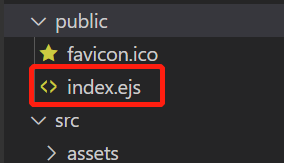 public
favicon.ico
index.ejs
src
assets